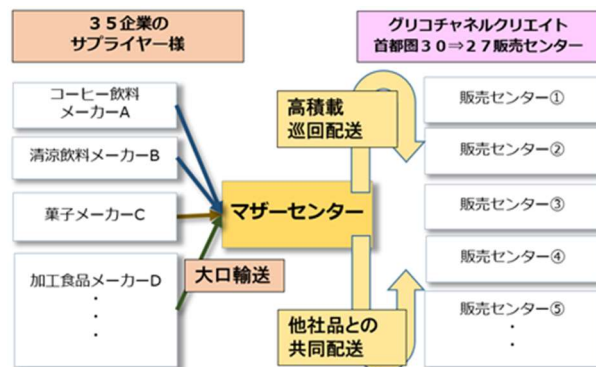 ３５企業の
サプライヤー様
コーヒー飲料
メーカーA
清涼飲料メーカーB
菓子メーカーC
加工食品メーカーD
・
・
・
大口輸送
マザーセンター
高積載
巡回配送
他社品との
共同配送
グリコチャネルクリエイト
首都圏３０⇒２７販売センター
販売センター①
販売センター②
販売センター③
販売センター④
販売センター⑤
・
・